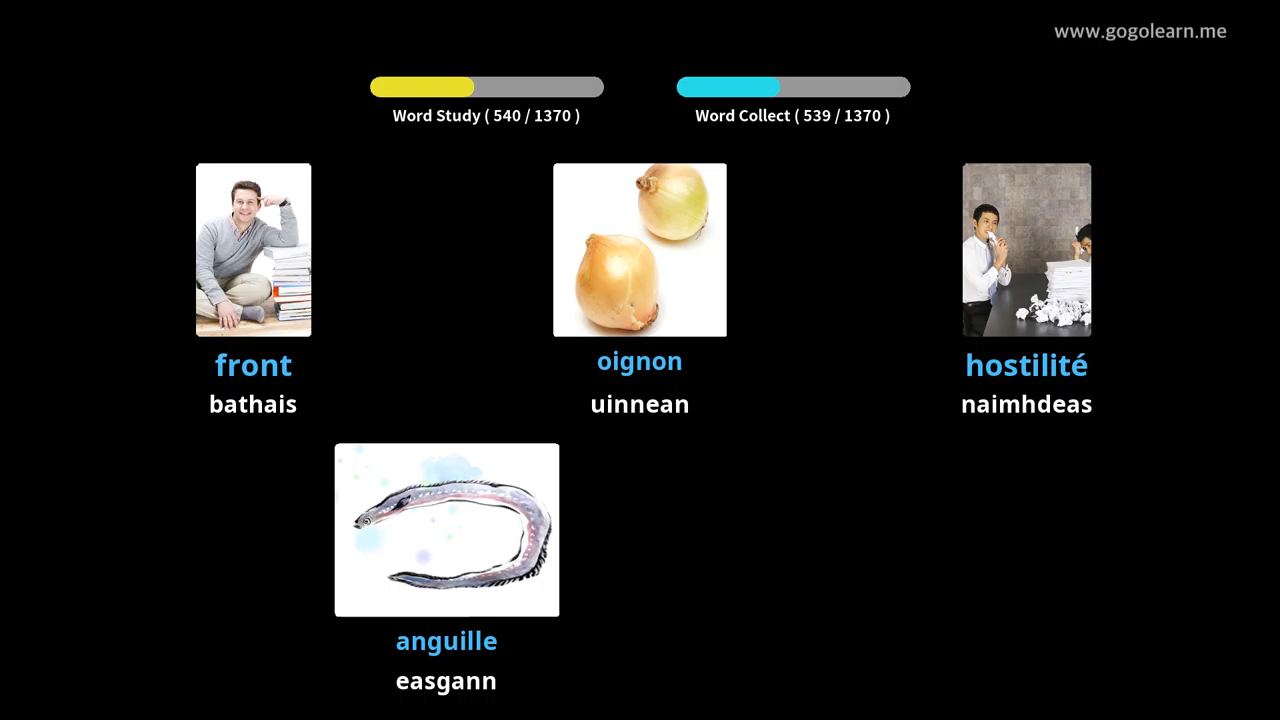 www.gogolearn.me
Word Study ( 540 / 1370 )
Word Collect ( 539 / 1370 )
front
bathais
oignon
uinnean
hostilité
naimhdeas
anguille
easgann